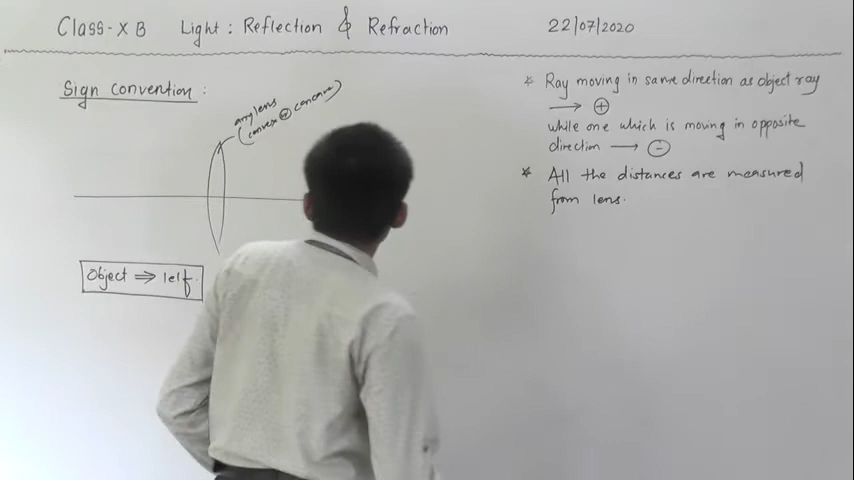 Class-X B Light: Reflection & Refraction 22/07/2020
Sign convention:
any lens
(convex or concave)
Object ⇒ left.
* Ray moving in same direction as object ray
→ ⊕
while one which is moving in opposite
direction → ⊖
* All the distances are measured
from lens.